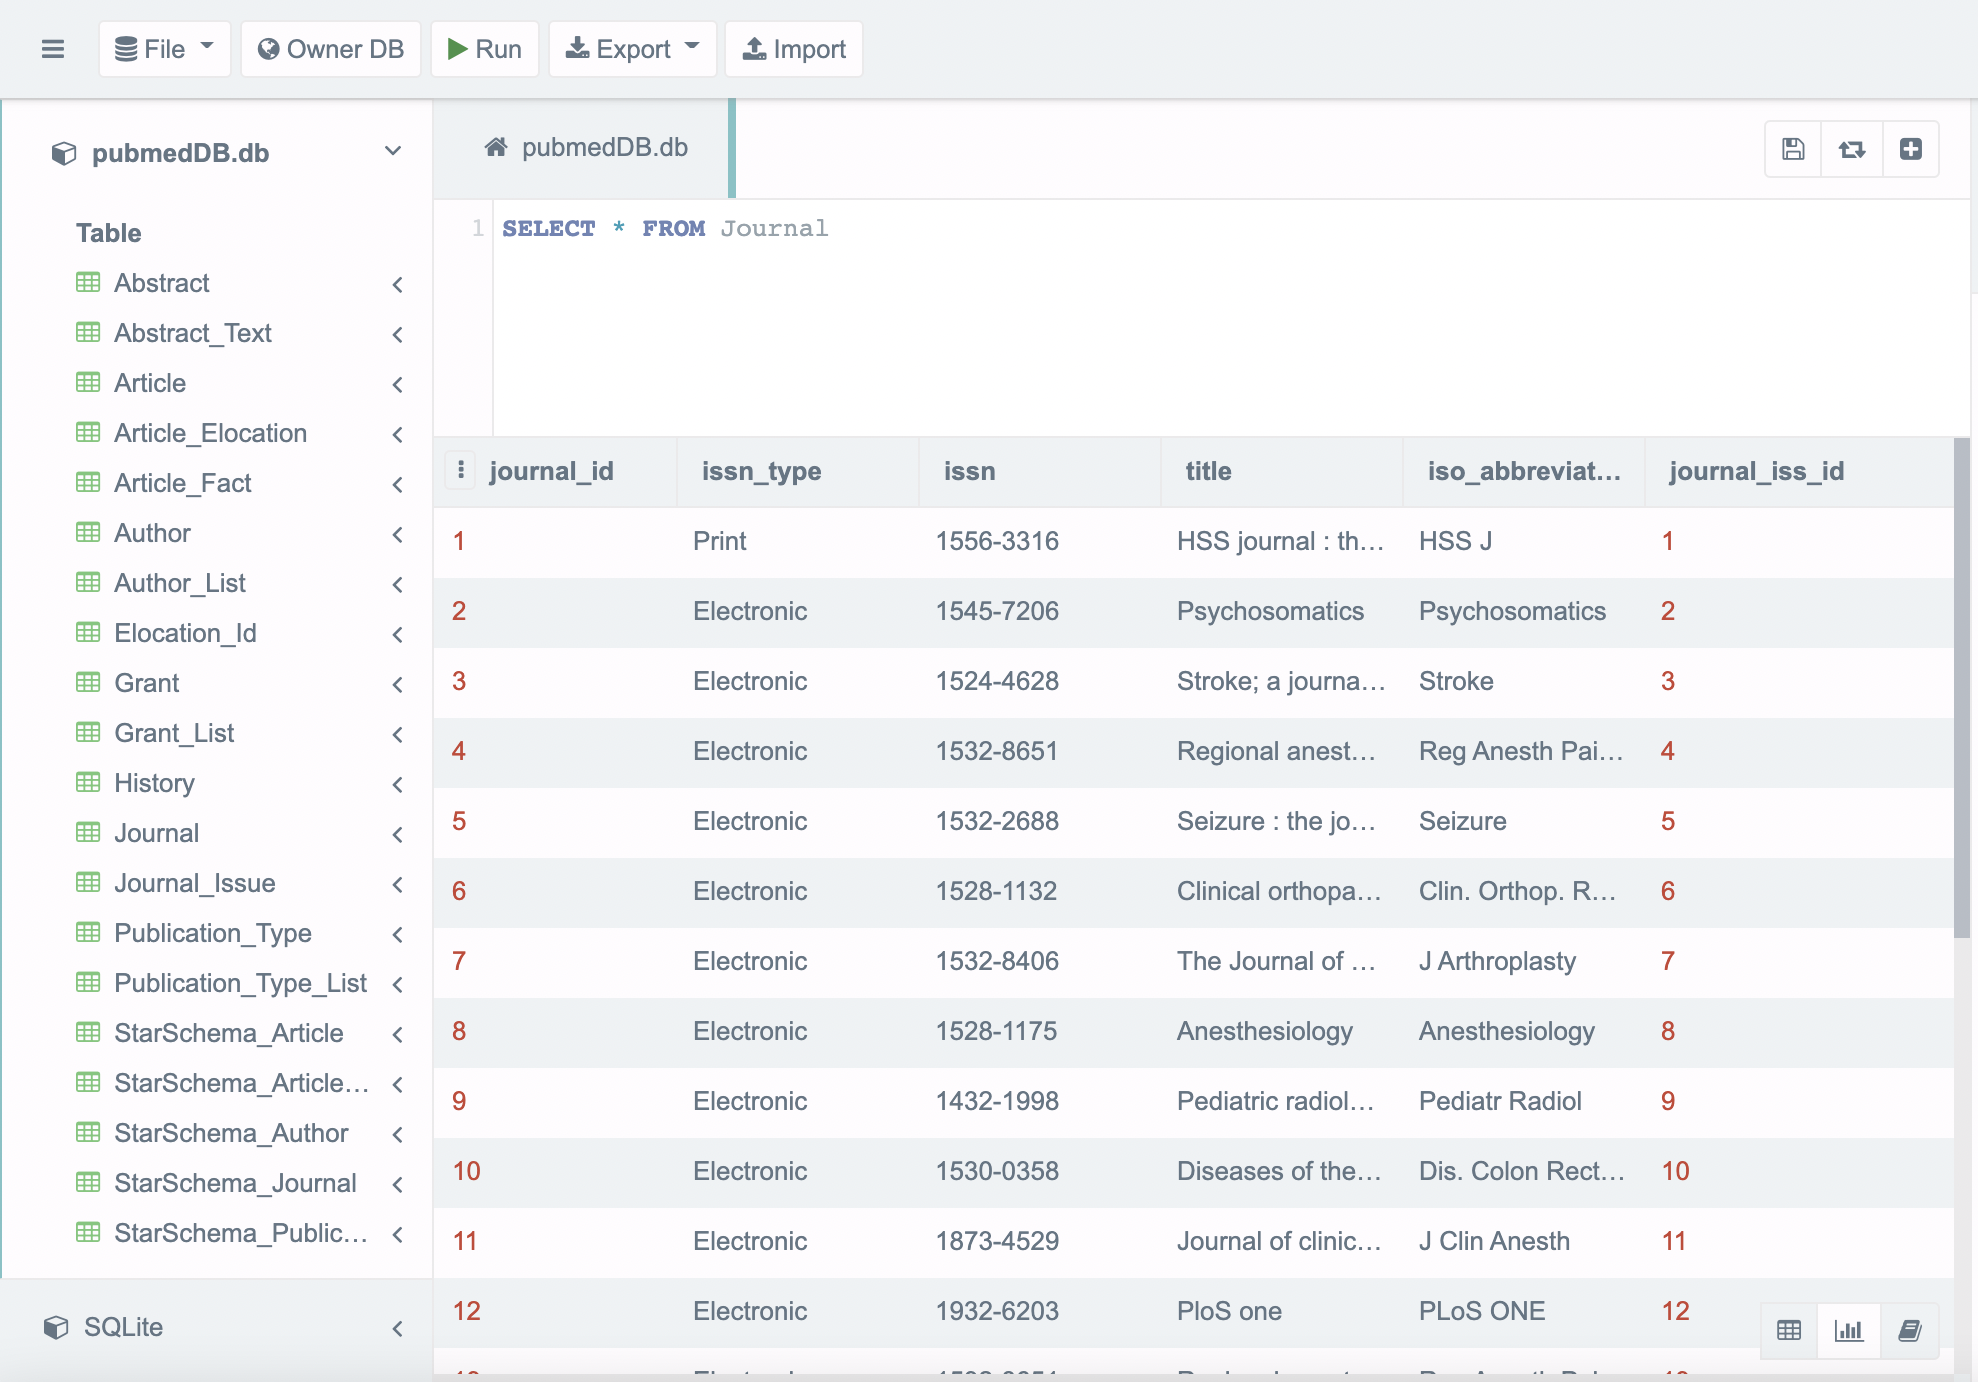 File Owner DB Run Export Import
pubmedDB.db
Table
Abstract
Abstract_Text
Article
Article_Elocation
Article_Fact
Author
Author_List
Elocation_Id
Grant
Grant_List
History
Journal
Journal_Issue
Publication_Type
Publication_Type_List
StarSchema_Article
StarSchema_Article...
StarSchema_Author
StarSchema_Journal
StarSchema_Public...
SQLite
pubmedDB.db
1 SELECT * FROM Journal
journal_id issn_type issn title iso_abbreviat... journal_iss_id
1 Print 1556-3316 HSS journal : th... HSS J 1
2 Electronic 1545-7206 Psychosomatics Psychosomatics 2
3 Electronic 1524-4628 Stroke; a journa... Stroke 3
4 Electronic 1532-8651 Regional anest... Reg Anesth Pai... 4
5 Electronic 1532-2688 Seizure : the jo... Seizure 5
6 Electronic 1528-1132 Clinical orthopa... Clin. Orthop. R... 6
7 Electronic 1532-8406 The Journal of ... J Arthroplasty 7
8 Electronic 1528-1175 Anesthesiology Anesthesiology 8
9 Electronic 1432-1998 Pediatric radiol... Pediatr Radiol 9
10 Electronic 1530-0358 Diseases of the... Dis. Colon Rect... 10
11 Electronic 1873-4529 Journal of clinic... J Clin Anesth 11
12 Electronic 1932-6203 PloS one PLoS ONE 12